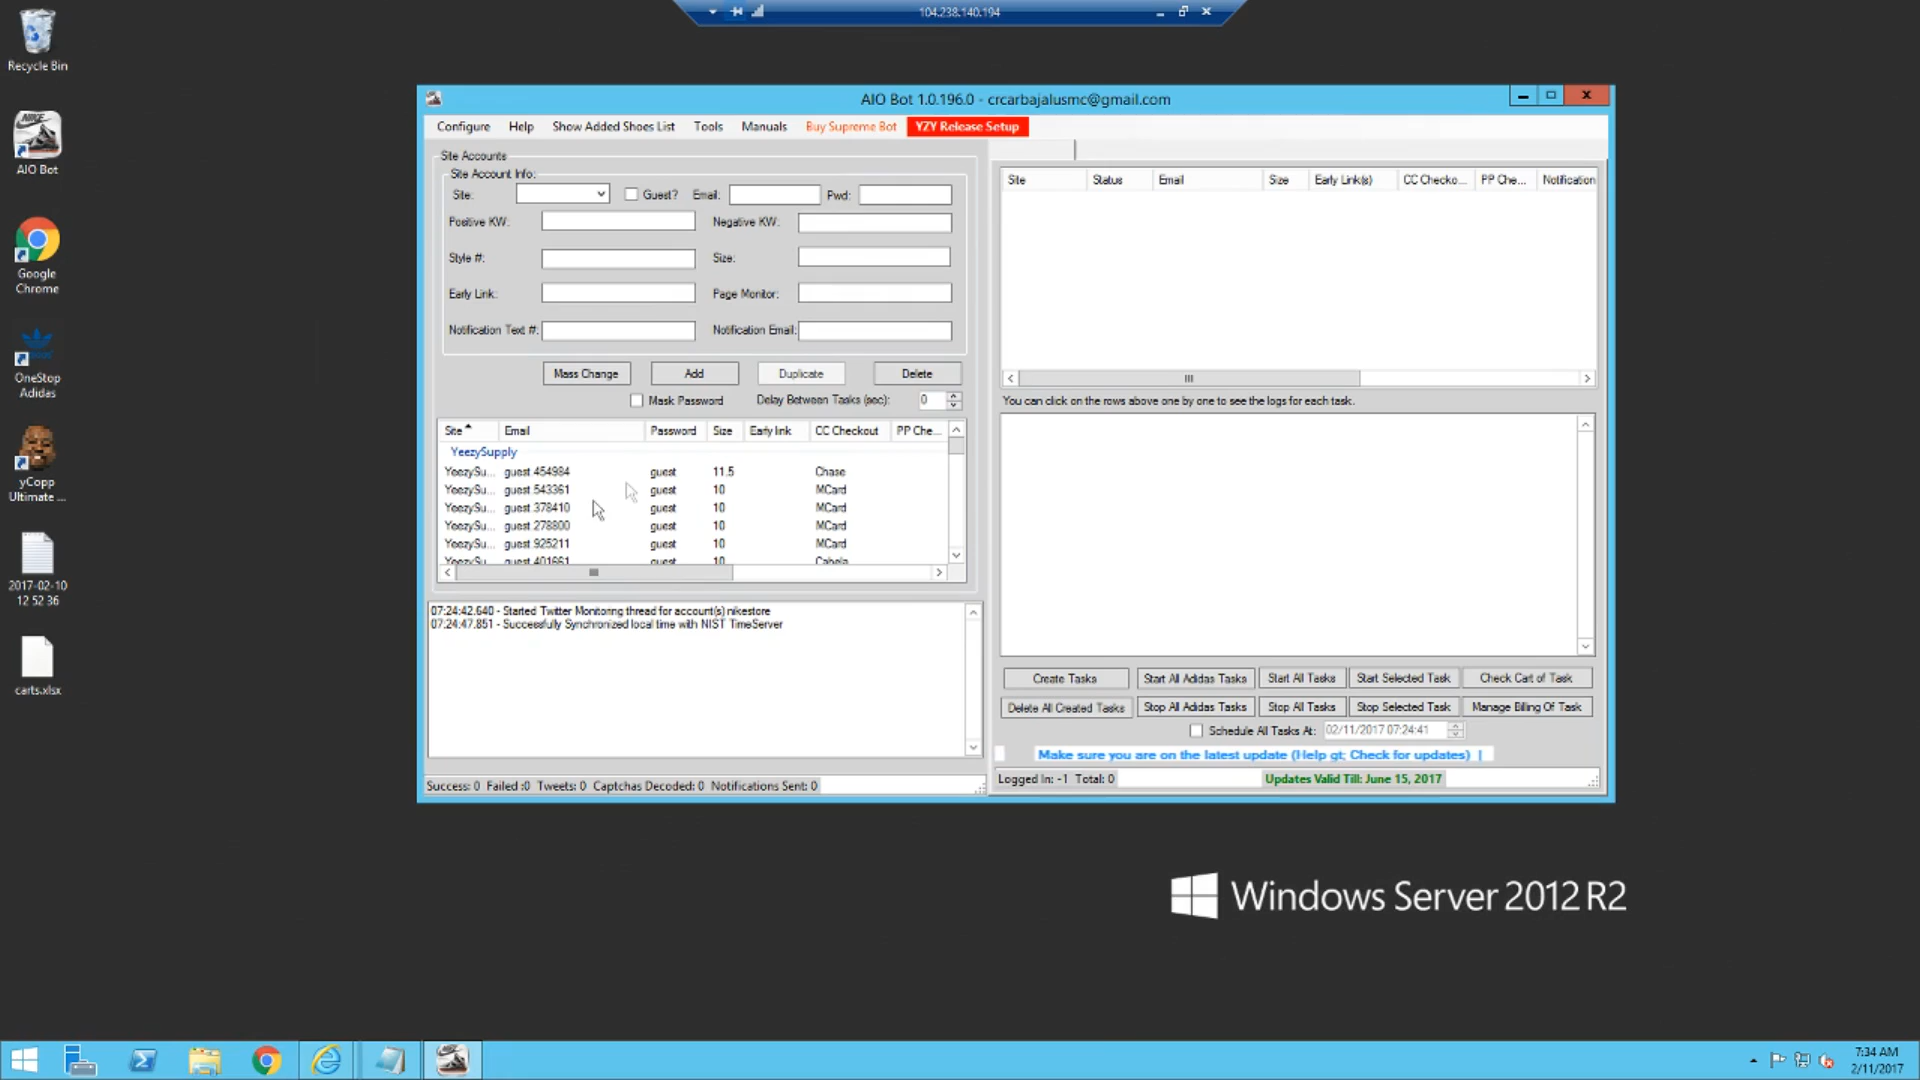 104.238.140.194
Recycle Bin
AIO Bot
Google
Chrome
OneStop
Adidas
yCopp
Ultimate ...
2017-02-10
12 52 36
carts.xlsx
AIO Bot 1.0.196.0 - crcarbajalusmc@gmail.com
Configure Help Show Added Shoes List Tools Manuals Buy Supreme Bot YZY Release Setup
Site Accounts
Site Account Info:
Site: Guest? Email: Pwd:
Positive KW: Negative KW:
Style #: Size:
Early Link: Page Monitor:
Notification Text #: Notification Email:
Mass Change Add Duplicate Delete
Mask Password Delay Between Tasks (sec): 0
Site Email Password Size Early link CC Checkout PP Che...
YeezySupply
YeezySu... guest 454984 guest 11.5 Chase
YeezySu... guest 543361 guest 10 MCard
YeezySu... guest 378410 guest 10 MCard
YeezySu... guest 278800 guest 10 MCard
YeezySu... guest 925211 guest 10 MCard
YeezySu... guest 401661 guest 10 Cabela
07:24:42.640 - Started Twitter Monitoring thread for account(s) nikestore
07:24:47.851 - Successfully Synchronized local time with NIST TimeServer
Success: 0 Failed :0 Tweets: 0 Captchas Decoded: 0 Notifications Sent: 0
Site Status Email Size Early Link(s) CC Checko... PP Che... Notification
You can click on the rows above one by one to see the logs for each task.
Create Tasks Start All Adidas Tasks Start All Tasks Start Selected Task Check Cart of Task
Delete All Created Tasks Stop All Adidas Tasks Stop All Tasks Stop Selected Task Manage Billing Of Task
Schedule All Tasks At: 02/11/2017 07:24:41
Make sure you are on the latest update (Help gt; Check for updates) |
Logged In: -1 Total: 0 Updates Valid Till: June 15, 2017
Windows Server 2012 R2
7:34 AM
2/11/2017